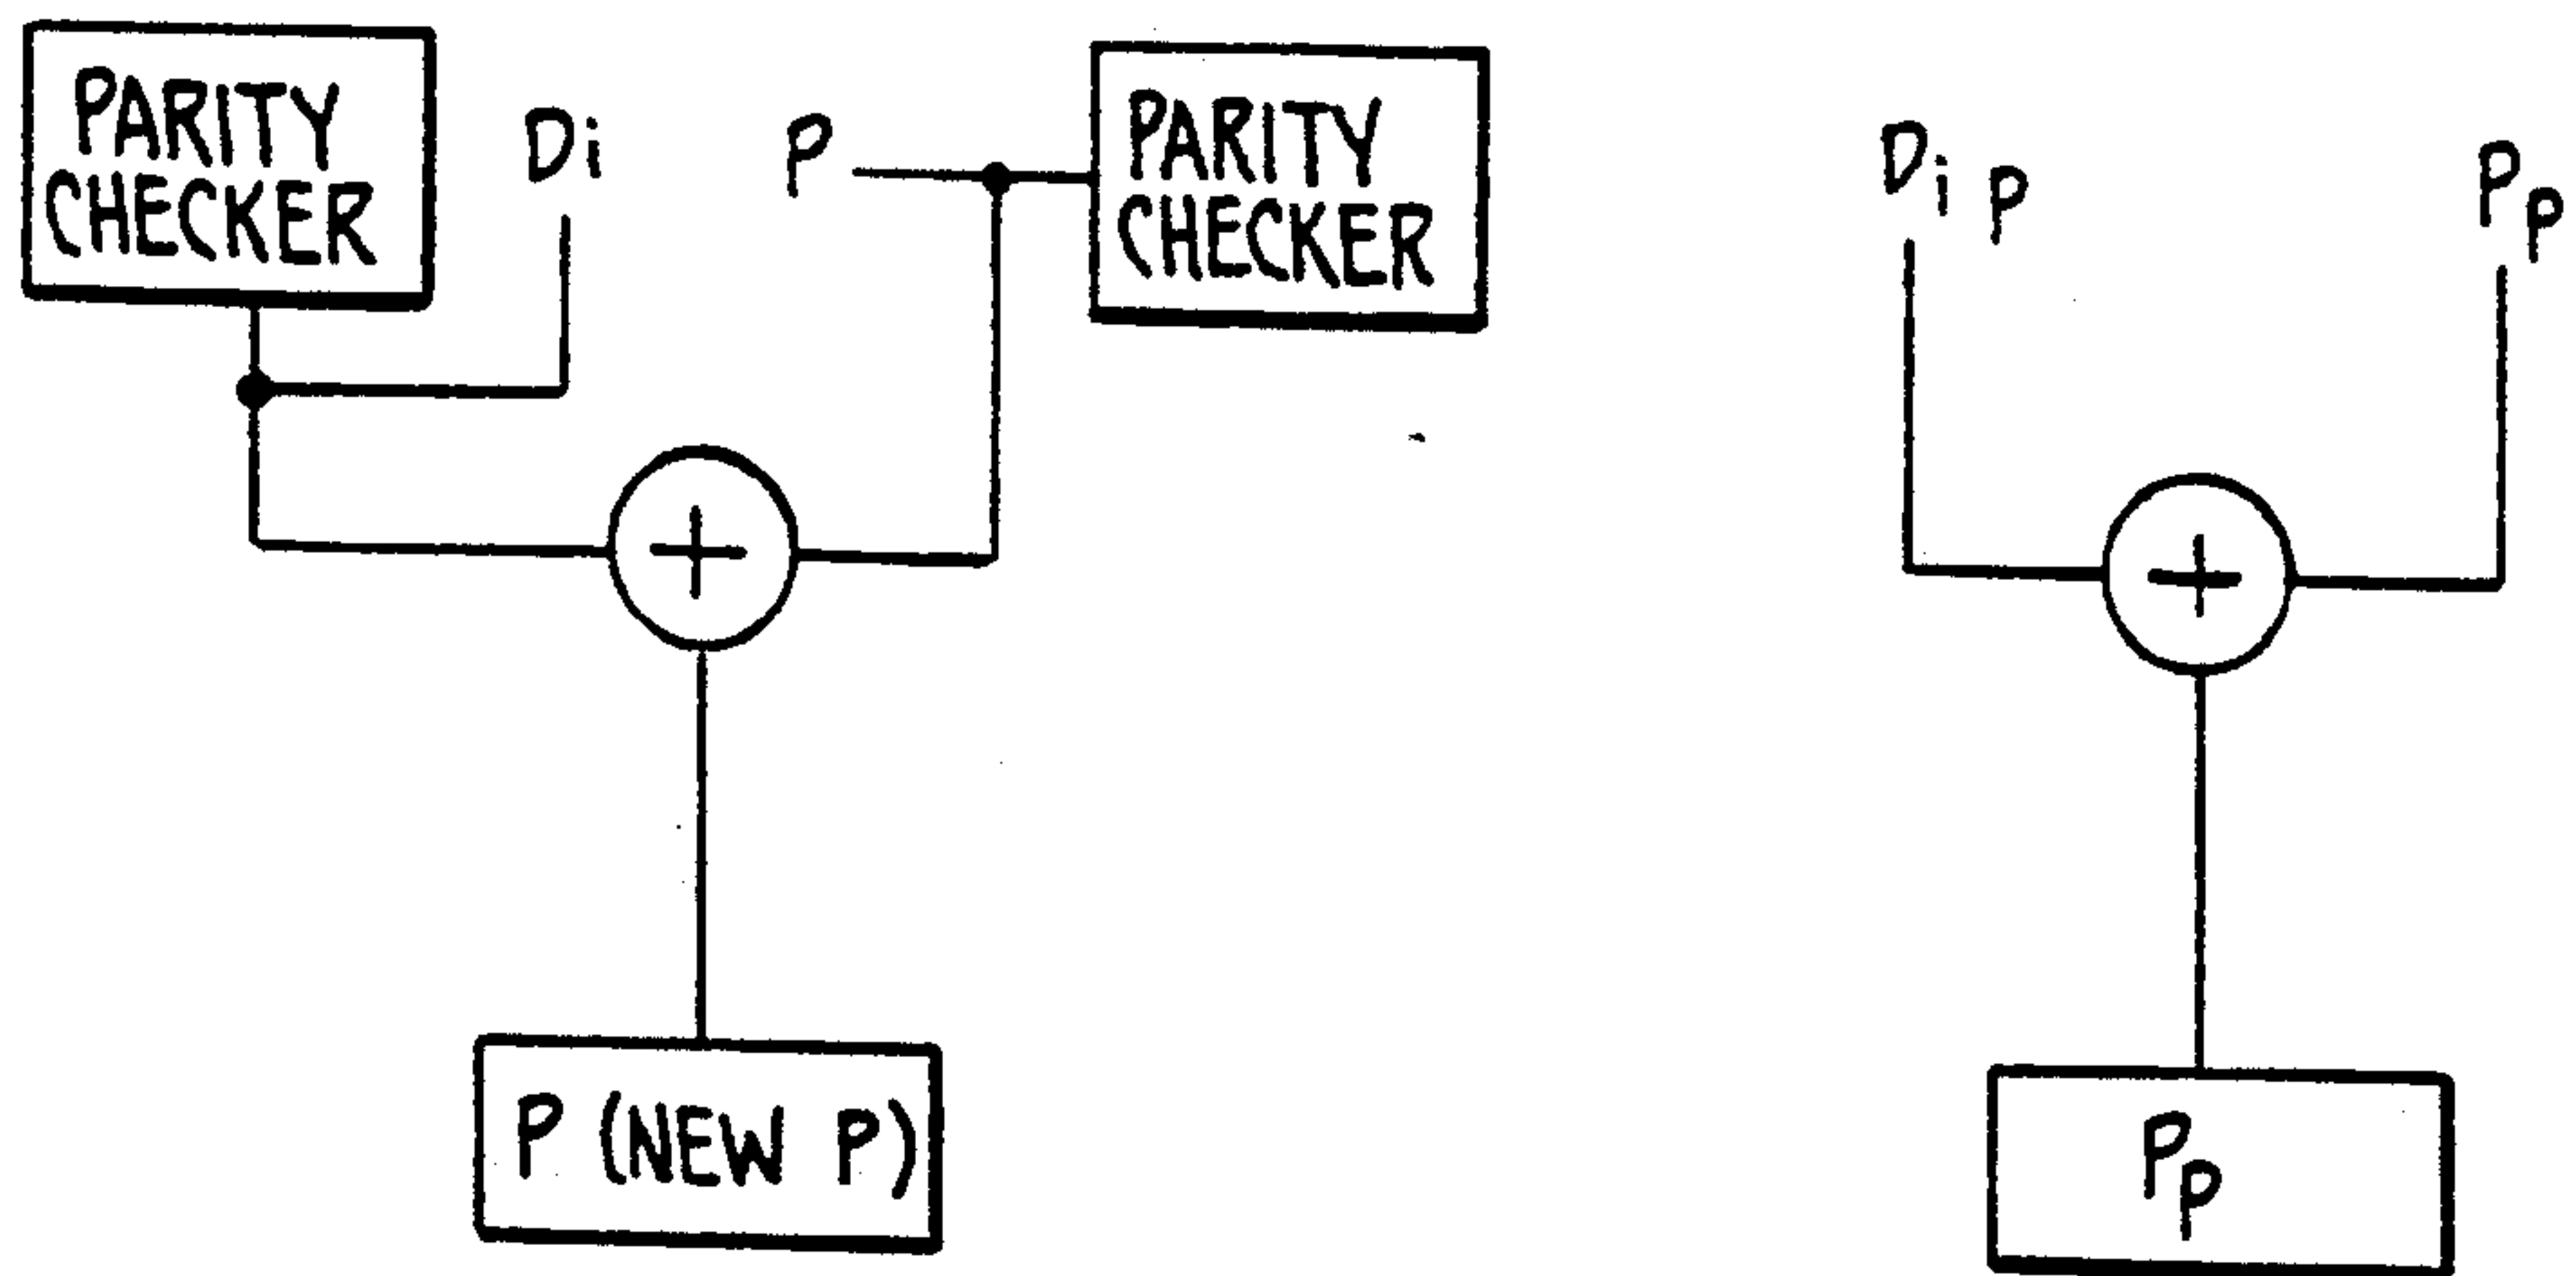 PARITY
CHECKER
Di
P
PARITY
CHECKER
Di P
PP
+
+
P (NEW P)
PP